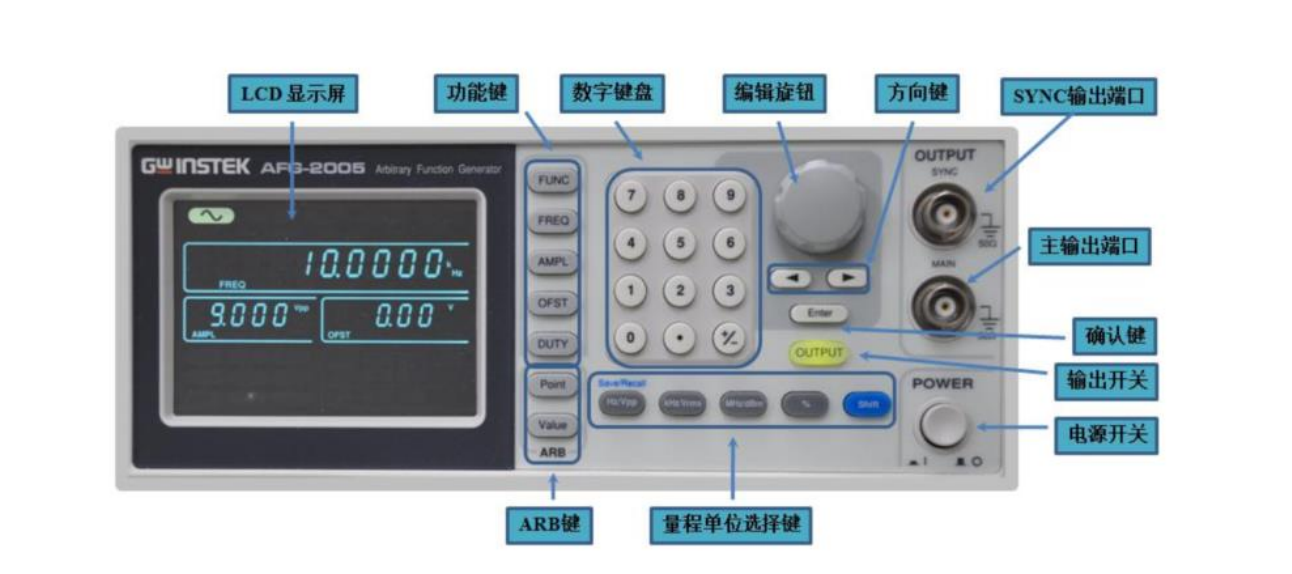 LCD 显示屏
功能键
数字键盘
编辑旋钮
方向键
SYNC输出端口
GWINSTEK AFG-2005 Arbitrary Function Generator
OUTPUT
SYNC
50Ω
主输出端口
MAIN
50Ω
FUNC
FREQ
AMPL
OFST
DUTY
Point
Value
ARB
7 8 9
4 5 6
1 2 3
0 • +/−
◄ ►
Enter
OUTPUT
确认键
输出开关
电源开关
10.0000 kHz
FREQ
9.000 Vpp
AMPL
0.00 V
OFST
Save/Recall
Hz/Vpp kHz/Vrms MHz/dBm % Shift
POWER
ARB键
量程单位选择键